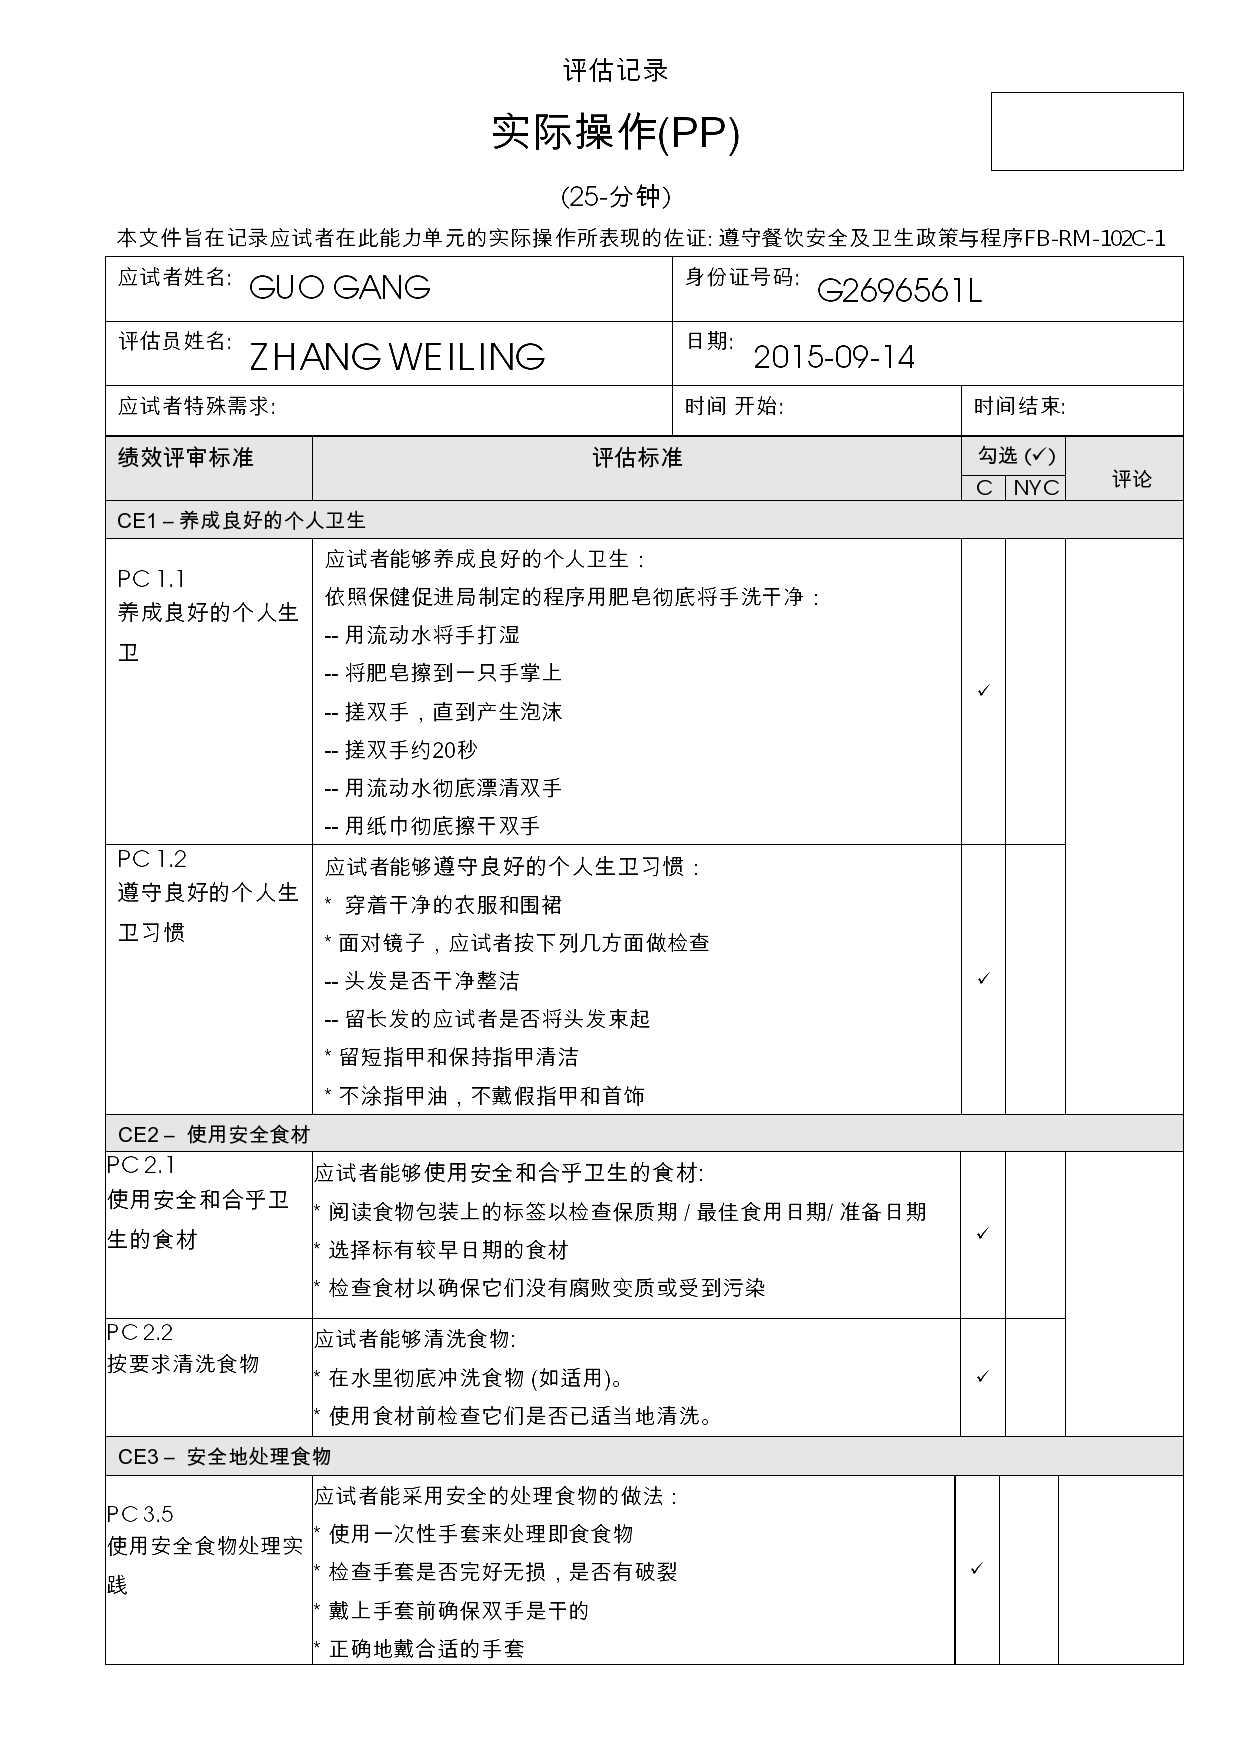 评估记录
实际操作(PP)
(25-分钟)
本文件旨在记录应试者在此能力单元的实际操作所表现的佐证: 遵守餐饮安全及卫生政策与程序FB-RM-102C-1
应试者姓名: GUO GANG 身份证号码: G2696561L
评估员姓名: ZHANG WEILING 日期: 2015-09-14
应试者特殊需求: 时间 开始: 时间结束:
绩效评审标准 评估标准 勾选 (✓) 评论
C NYC
CE1 – 养成良好的个人卫生
PC 1.1
养成良好的个人生
卫
应试者能够养成良好的个人卫生：
依照保健促进局制定的程序用肥皂彻底将手洗干净：
-- 用流动水将手打湿
-- 将肥皂擦到一只手掌上
-- 搓双手，直到产生泡沫
-- 搓双手约20秒
-- 用流动水彻底漂清双手
-- 用纸巾彻底擦干双手
✓
PC 1.2
遵守良好的个人生
卫习惯
应试者能够遵守良好的个人生卫习惯：
* 穿着干净的衣服和围裙
* 面对镜子，应试者按下列几方面做检查
-- 头发是否干净整洁
-- 留长发的应试者是否将头发束起
* 留短指甲和保持指甲清洁
* 不涂指甲油，不戴假指甲和首饰
✓
CE2 – 使用安全食材
PC 2.1
使用安全和合乎卫
生的食材
应试者能够使用安全和合乎卫生的食材:
* 阅读食物包装上的标签以检查保质期 / 最佳食用日期/ 准备日期
* 选择标有较早日期的食材
* 检查食材以确保它们没有腐败变质或受到污染
✓
PC 2.2
按要求清洗食物
应试者能够清洗食物:
* 在水里彻底冲洗食物 (如适用)。
* 使用食材前检查它们是否已适当地清洗。
✓
CE3 – 安全地处理食物
PC 3.5
使用安全食物处理实
践
应试者能采用安全的处理食物的做法：
* 使用一次性手套来处理即食食物
* 检查手套是否完好无损，是否有破裂
* 戴上手套前确保双手是干的
* 正确地戴合适的手套
✓